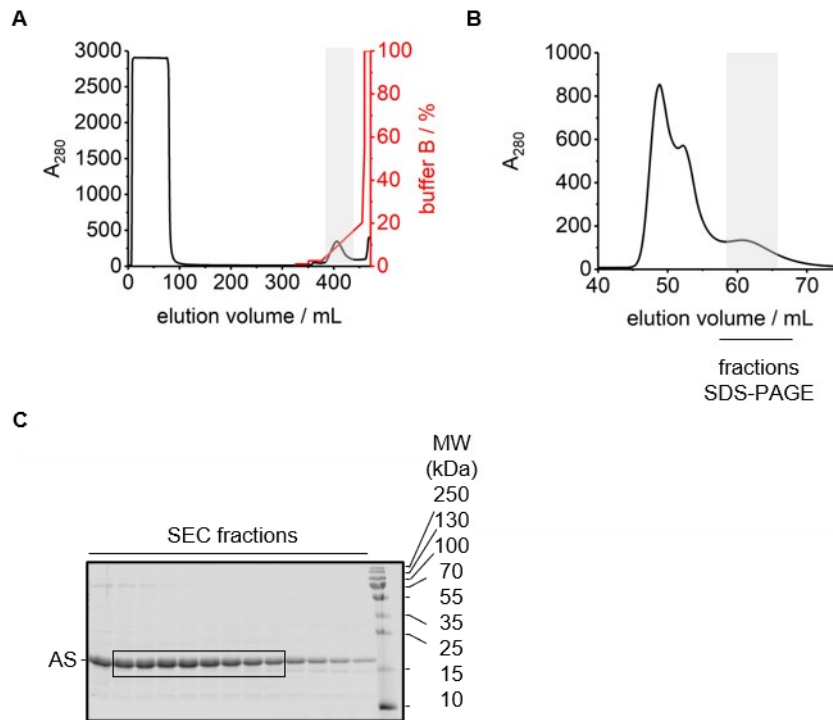 A
3000
2500
2000
1500
1000
500
0
A280
0 100 200 300 400
elution volume / mL
100
80
60
40
20
0
buffer B / %
B
1000
800
600
400
200
0
A280
40 50 60 70
elution volume / mL
fractions
SDS-PAGE
C
SEC fractions
AS
MW
(kDa)
250
130
100
70
55
35
25
15
10